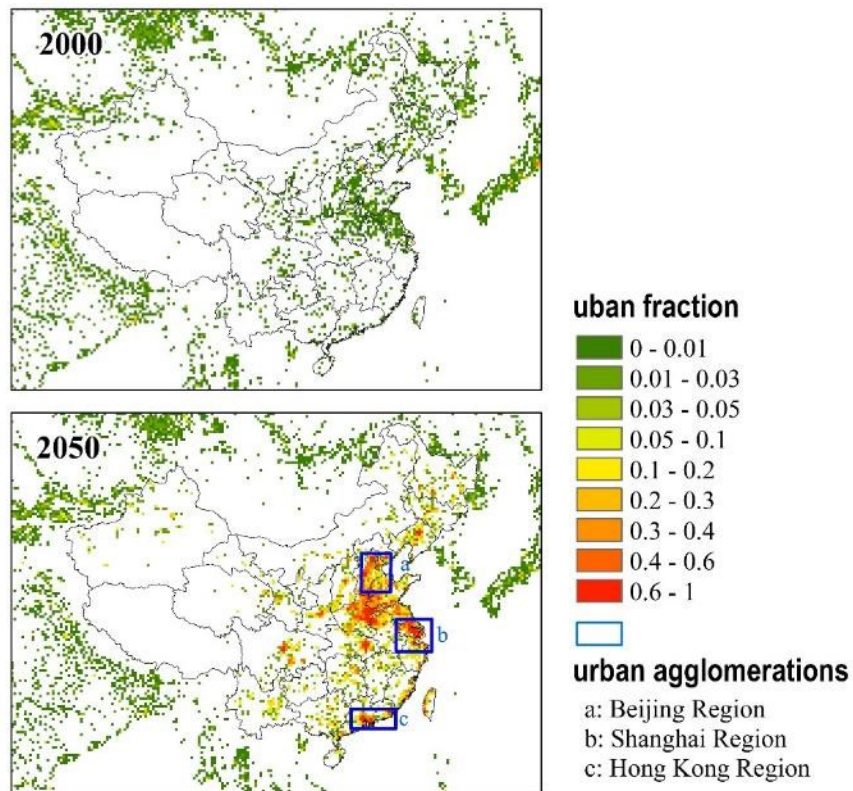 2000
2050
a
b
c
uban fraction
0 - 0.01
0.01 - 0.03
0.03 - 0.05
0.05 - 0.1
0.1 - 0.2
0.2 - 0.3
0.3 - 0.4
0.4 - 0.6
0.6 - 1
urban agglomerations
a: Beijing Region
b: Shanghai Region
c: Hong Kong Region